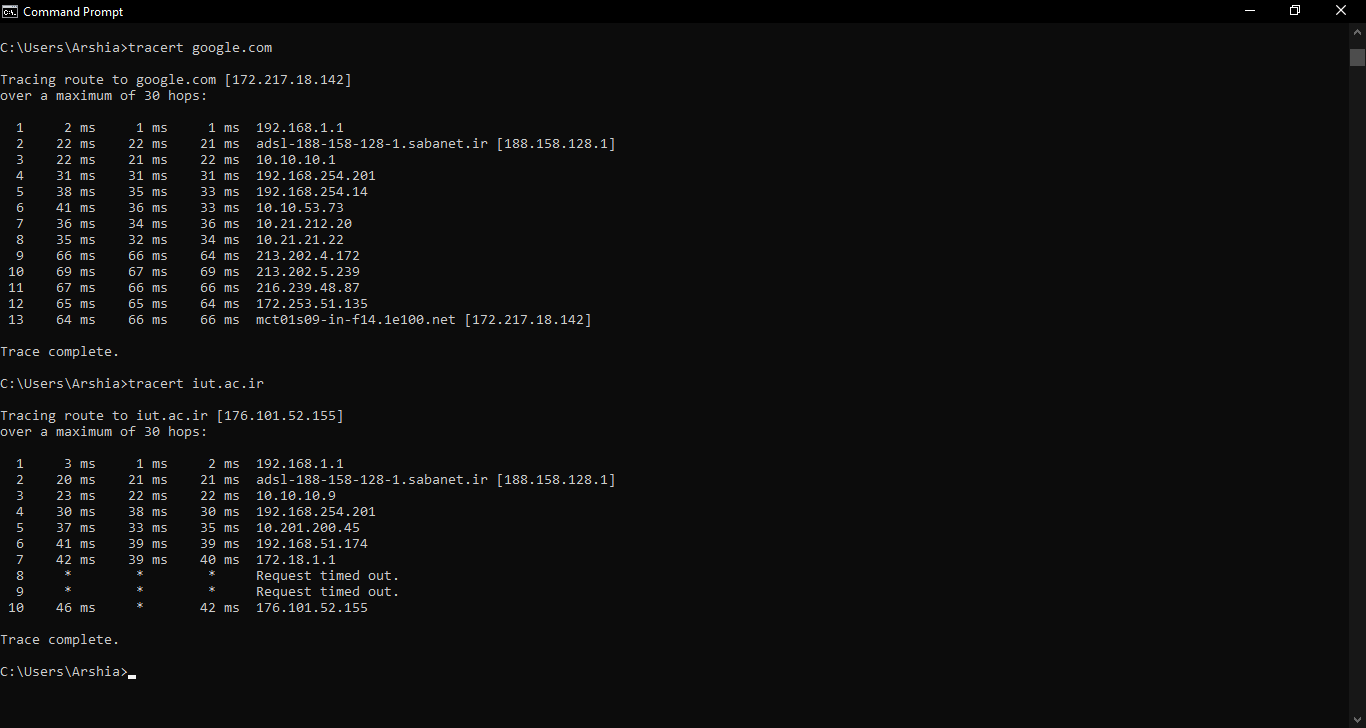 Command Prompt
C:\Users\Arshia>tracert google.com
Tracing route to google.com [172.217.18.142]
over a maximum of 30 hops:
1 2 ms 1 ms 1 ms 192.168.1.1
2 22 ms 22 ms 21 ms adsl-188-158-128-1.sabanet.ir [188.158.128.1]
3 22 ms 21 ms 22 ms 10.10.10.1
4 31 ms 31 ms 31 ms 192.168.254.201
5 38 ms 35 ms 33 ms 192.168.254.14
6 41 ms 36 ms 33 ms 10.10.53.73
7 36 ms 34 ms 36 ms 10.21.212.20
8 35 ms 32 ms 34 ms 10.21.21.22
9 66 ms 66 ms 64 ms 213.202.4.172
10 69 ms 67 ms 69 ms 213.202.5.239
11 67 ms 66 ms 66 ms 216.239.48.87
12 65 ms 65 ms 64 ms 172.253.51.135
13 64 ms 66 ms 66 ms mct01s09-in-f14.1e100.net [172.217.18.142]
Trace complete.
C:\Users\Arshia>tracert iut.ac.ir
Tracing route to iut.ac.ir [176.101.52.155]
over a maximum of 30 hops:
1 3 ms 1 ms 2 ms 192.168.1.1
2 20 ms 21 ms 21 ms adsl-188-158-128-1.sabanet.ir [188.158.128.1]
3 23 ms 22 ms 22 ms 10.10.10.9
4 30 ms 38 ms 30 ms 192.168.254.201
5 37 ms 33 ms 35 ms 10.201.200.45
6 41 ms 39 ms 39 ms 192.168.51.174
7 42 ms 39 ms 40 ms 172.18.1.1
8 * * * Request timed out.
9 * * * Request timed out.
10 46 ms * 42 ms 176.101.52.155
Trace complete.
C:\Users\Arshia>